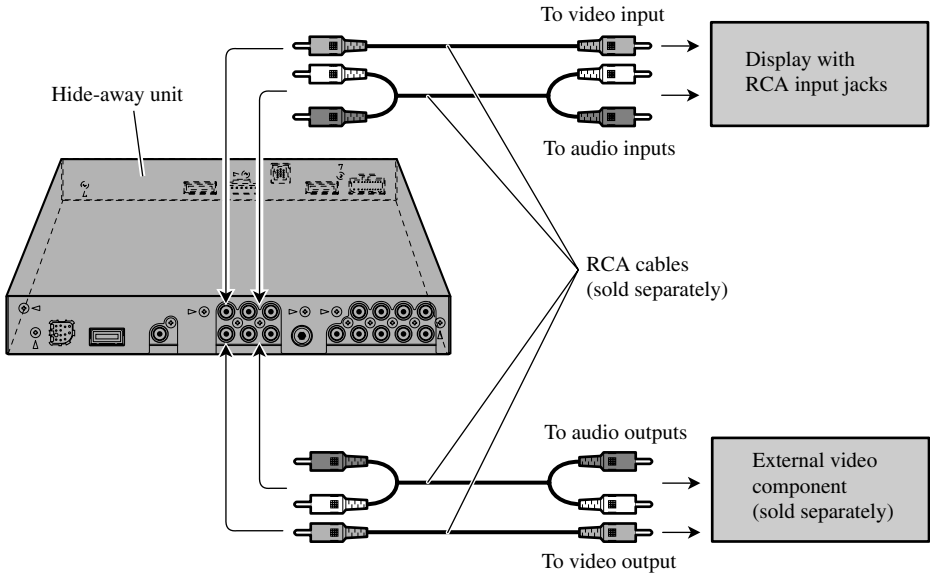 To video input
Display with
RCA input jacks
Hide-away unit
To audio inputs
RCA cables
(sold separately)
To audio outputs
External video
component
(sold separately)
To video output